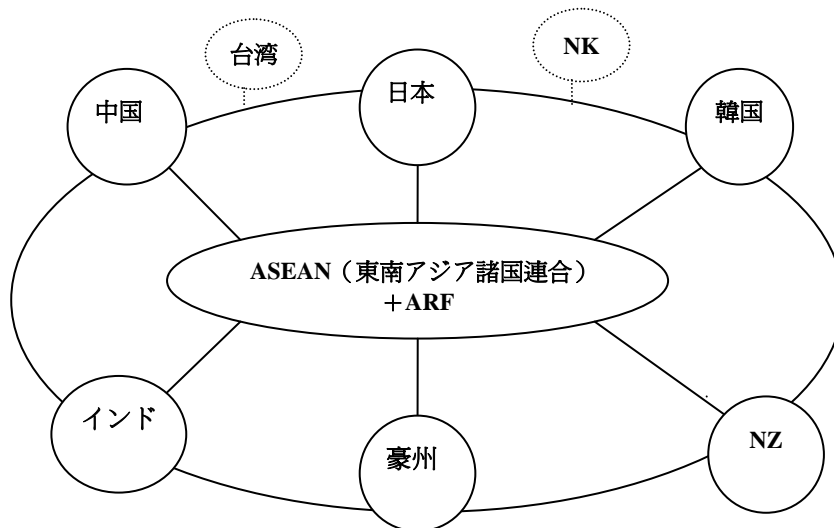 台湾
NK
中国
日本
韓国
ASEAN（東南アジア諸国連合）
＋ARF
インド
豪州
NZ